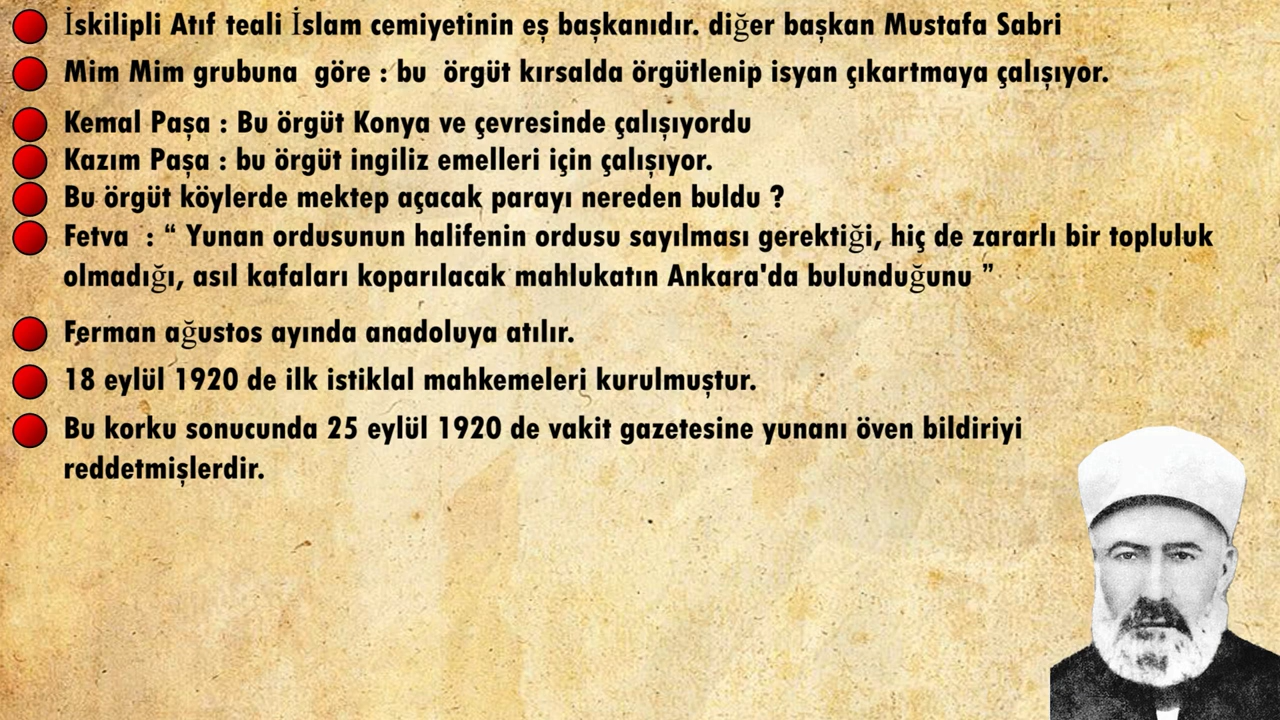 İskilipli Atıf teali İslam cemiyetinin eş başkanıdır. diğer başkan Mustafa Sabri
Mim Mim grubuna göre : bu örgüt kırsalda örgütlenip isyan çıkartmaya çalışıyor.
Kemal Paşa : Bu örgüt Konya ve çevresinde çalışıyordu
Kazım Paşa : bu örgüt ingiliz emelleri için çalışıyor.
Bu örgüt köylerde mektep açacak parayı nereden buldu ?
Fetva : “ Yunan ordusunun halifenin ordusu sayılması gerektiği, hiç de zararlı bir topluluk
olmadığı, asıl kafaları koparılacak mahlukatın Ankara'da bulunduğunu ”
Ferman ağustos ayında anadoluya atılır.
18 eylül 1920 de ilk istiklal mahkemeleri kurulmuştur.
Bu korku sonucunda 25 eylül 1920 de vakit gazetesine yunanı öven bildiriyi
reddetmişlerdir.